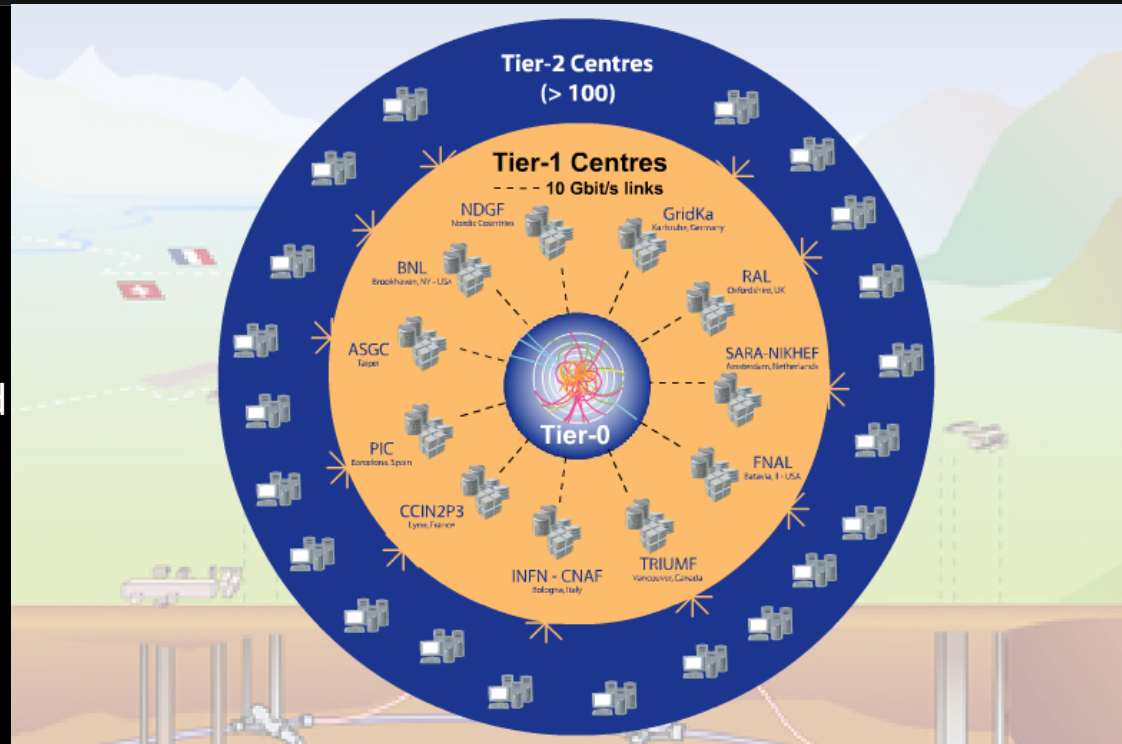 Tier-2 Centres
(> 100)
Tier-1 Centres
10 Gbit/s links
NDGF
Nordic Countries
GridKa
Karlsruhe, Germany
BNL
Brookhaven, NY - USA
RAL
Oxfordshire, UK
ASGC
Taipei
SARA-NIKHEF
Amsterdam, Netherlands
Tier-0
PIC
Barcelona, Spain
FNAL
Batavia, Il - USA
CCIN2P3
Lyon, France
INFN - CNAF
Bologna, Italy
TRIUMF
Vancouver, Canada